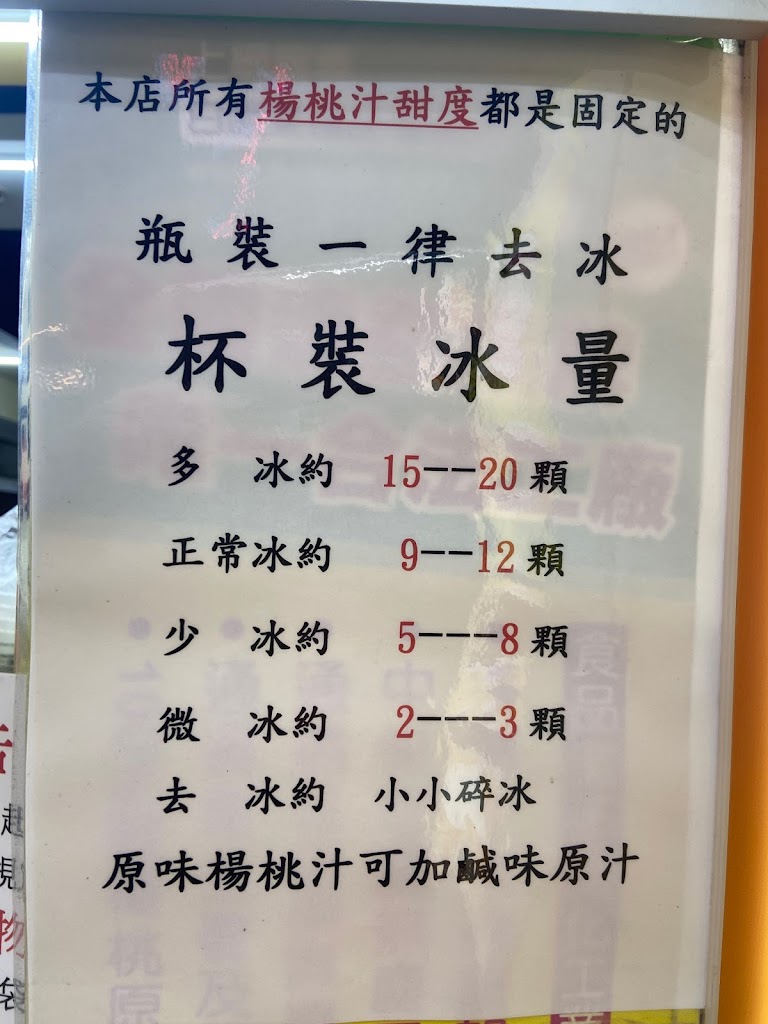 本店所有楊桃汁甜度都是固定的
瓶裝一律去冰
杯裝冰量
多 冰約 15--20 顆
正常冰約 9--12 顆
少 冰約 5---8 顆
微 冰約 2---3 顆
去 冰約 小小碎冰
原味楊桃汁可加鹹味原汁
物
袋